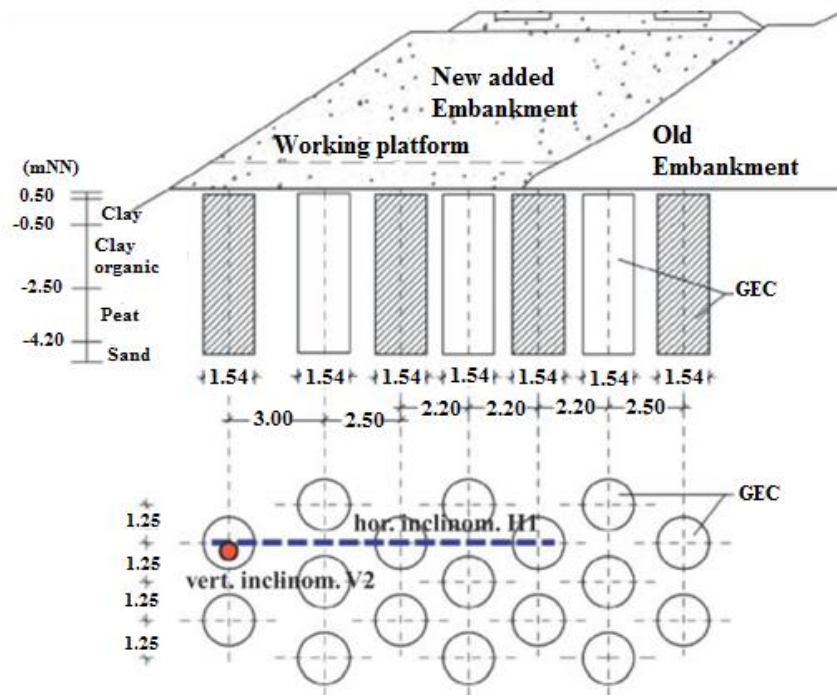 New added
Embankment
Working platform
Old
Embankment
(mNN)
0.50
Clay
-0.50
Clay
organic
-2.50
Peat
-4.20
Sand
GEC
1.54 1.54 1.54 1.54 1.54 1.54 1.54
3.00 2.50 2.20 2.20 2.20 2.50
GEC
1.25
hor. inclinom. H1
1.25
vert. inclinom. V2
1.25
1.25